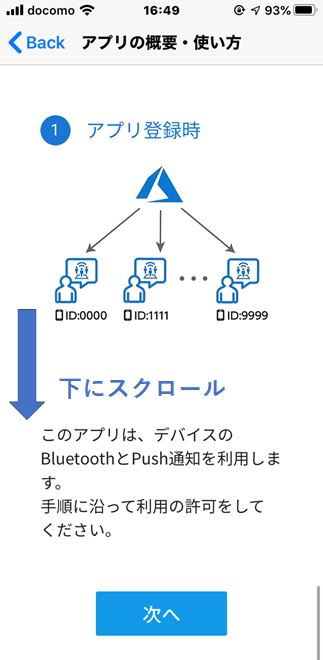 docomo 16:49 93%
Back アプリの概要・使い方
1 アプリ登録時
ID:0000 ID:1111 ID:9999
下にスクロール
このアプリは、デバイスの
BluetoothとPush通知を利用しま
す。
手順に沿って利用の許可をして
ください。
次へ